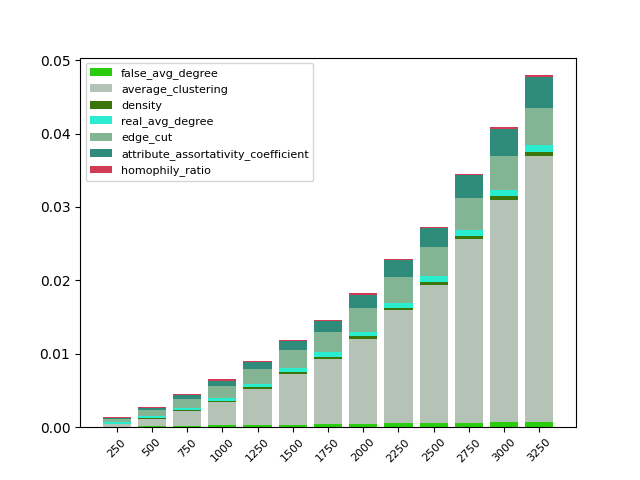 0.05
0.04
0.03
0.02
0.01
0.00
false_avg_degree
average_clustering
density
real_avg_degree
edge_cut
attribute_assortativity_coefficient
homophily_ratio
250 500 750 1000 1250 1500 1750 2000 2250 2500 2750 3000 3250